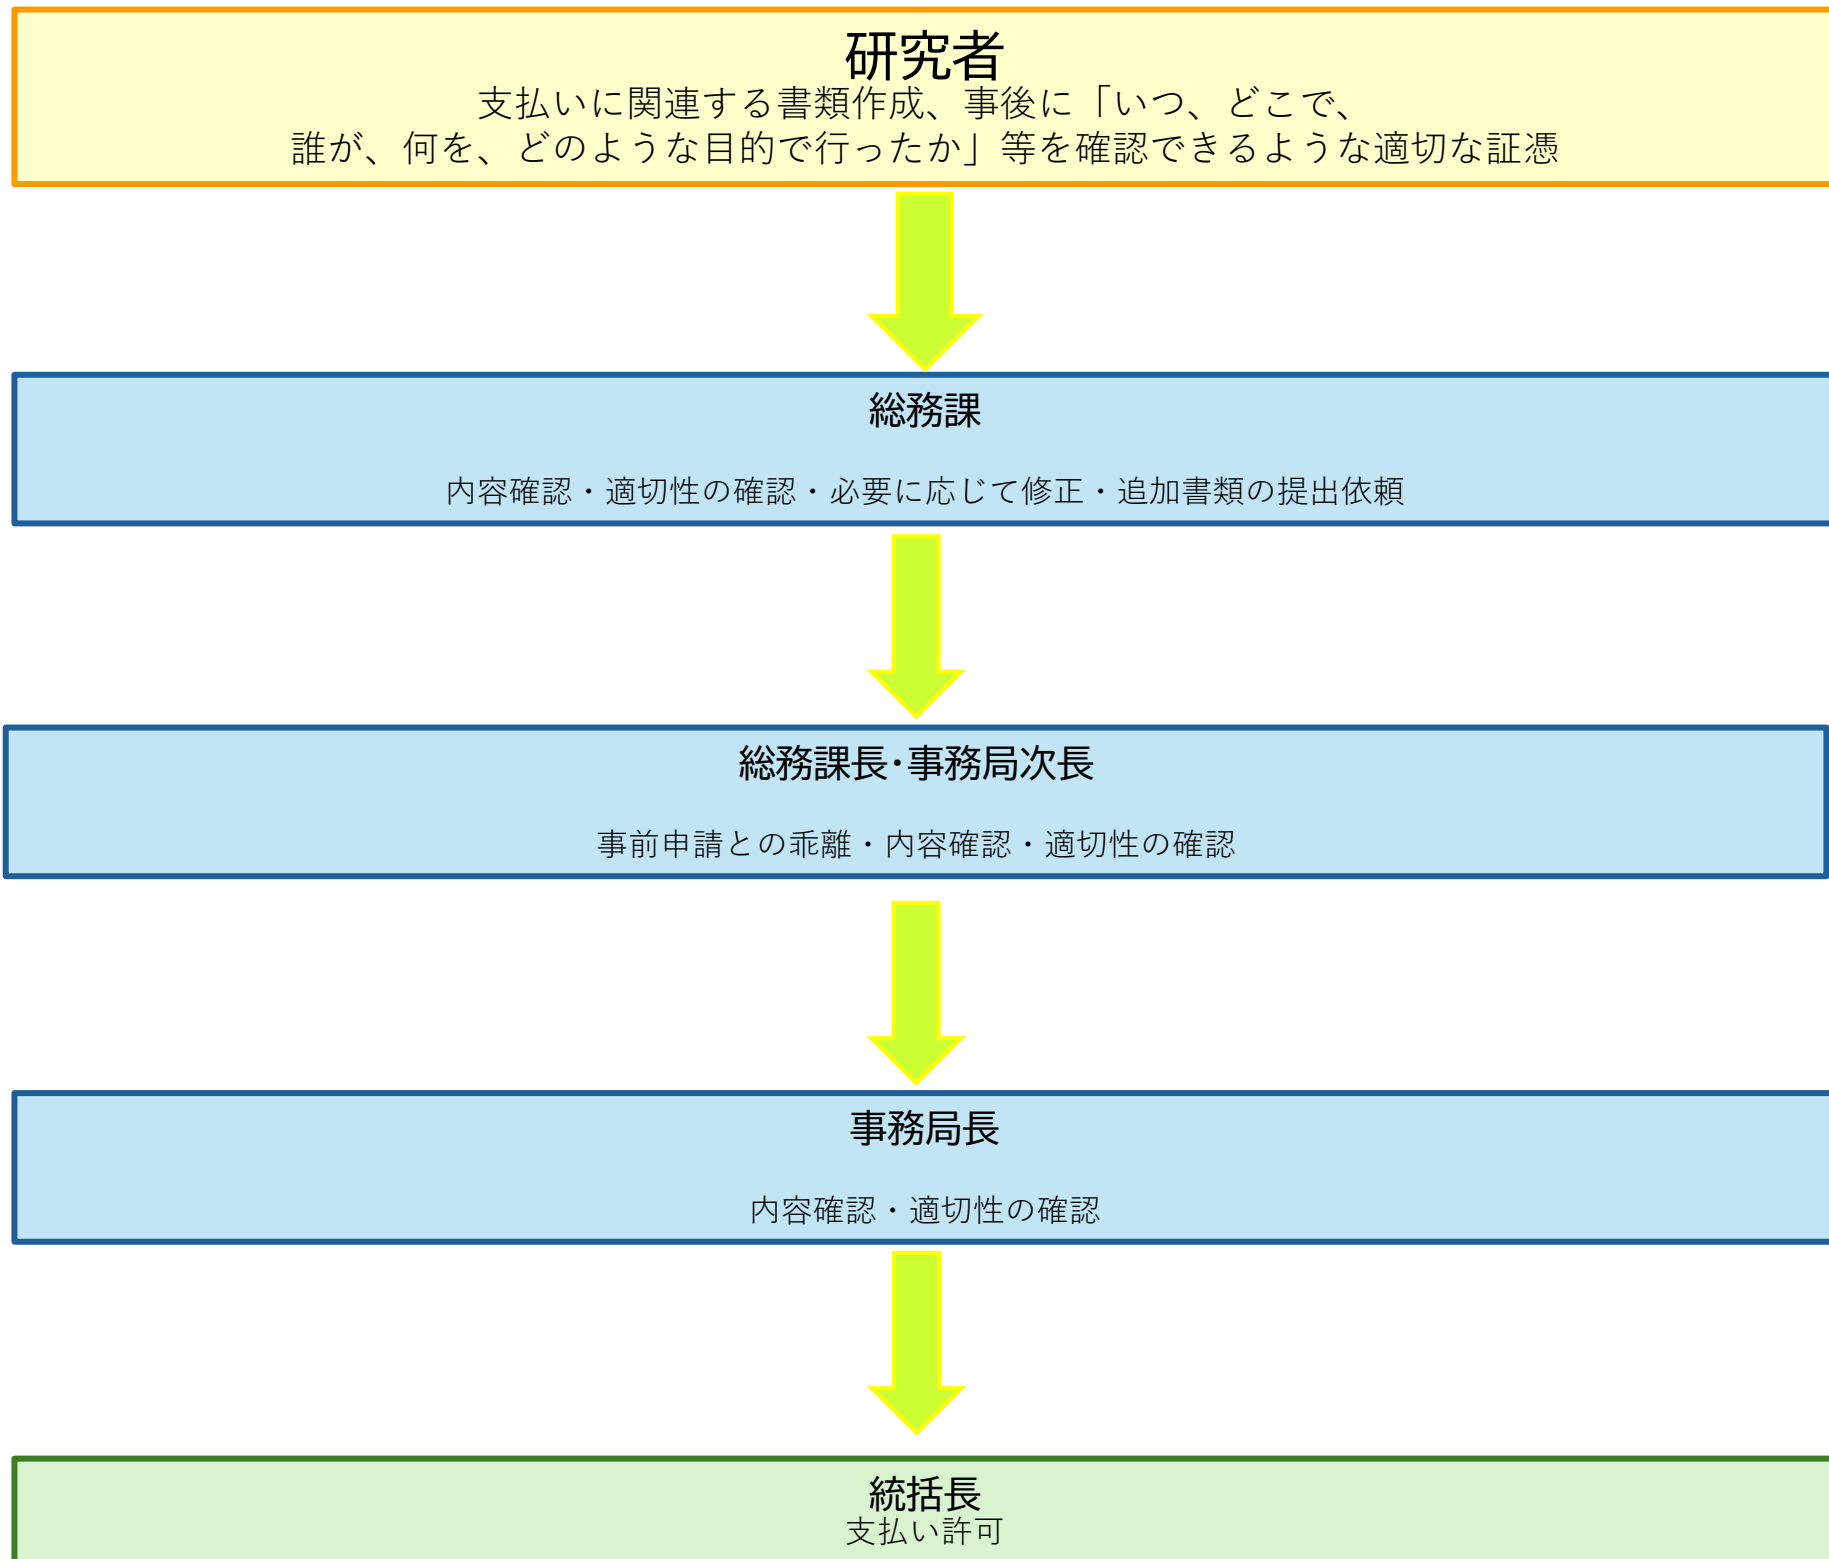 研究者
支払いに関連する書類作成、事後に「いつ、どこで、
誰が、何を、どのような目的で行ったか」等を確認できるような適切な証憑
総務課
内容確認・適切性の確認・必要に応じて修正・追加書類の提出依頼
総務課長･事務局次長
事前申請との乖離・内容確認・適切性の確認
事務局長
内容確認・適切性の確認
統括長
支払い許可